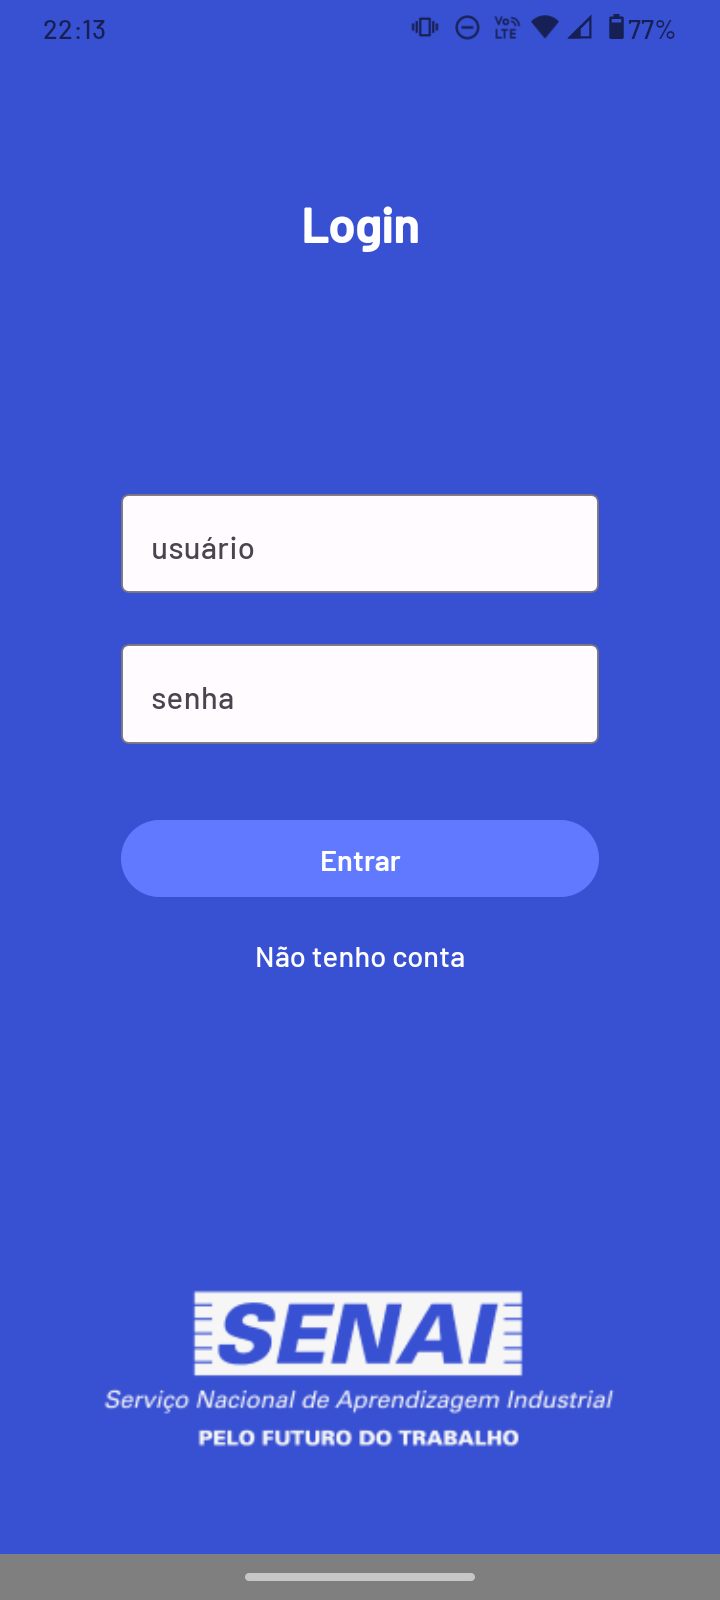 22:13
Vo LTE
77%
Login
usuário
senha
Entrar
Não tenho conta
SENAI
Serviço Nacional de Aprendizagem Industrial
PELO FUTURO DO TRABALHO